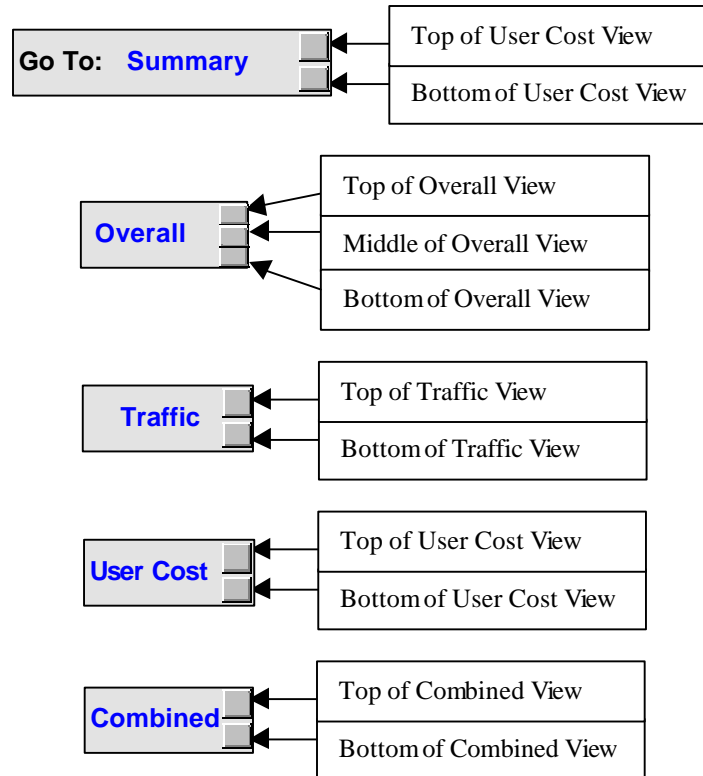 Top of User Cost View
Go To: Summary
Bottom of User Cost View
Top of Overall View
Overall
Middle of Overall View
Bottom of Overall View
Top of Traffic View
Traffic
Bottom of Traffic View
Top of User Cost View
User Cost
Bottom of User Cost View
Top of Combined View
Combined
Bottom of Combined View